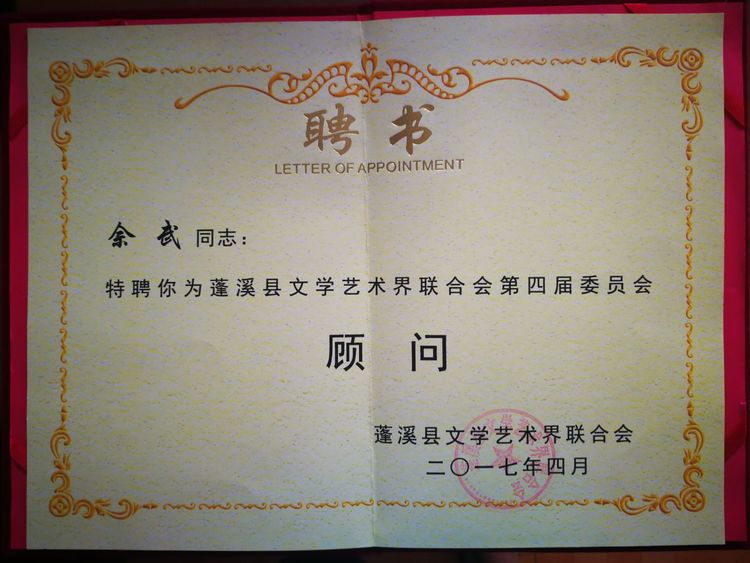 聘书
LETTER OF APPOINTMENT
余武 同志：
特聘你为蓬溪县文学艺术界联合会第四届委员会
顾问
蓬溪县文学艺术界联合会
二〇一七年四月